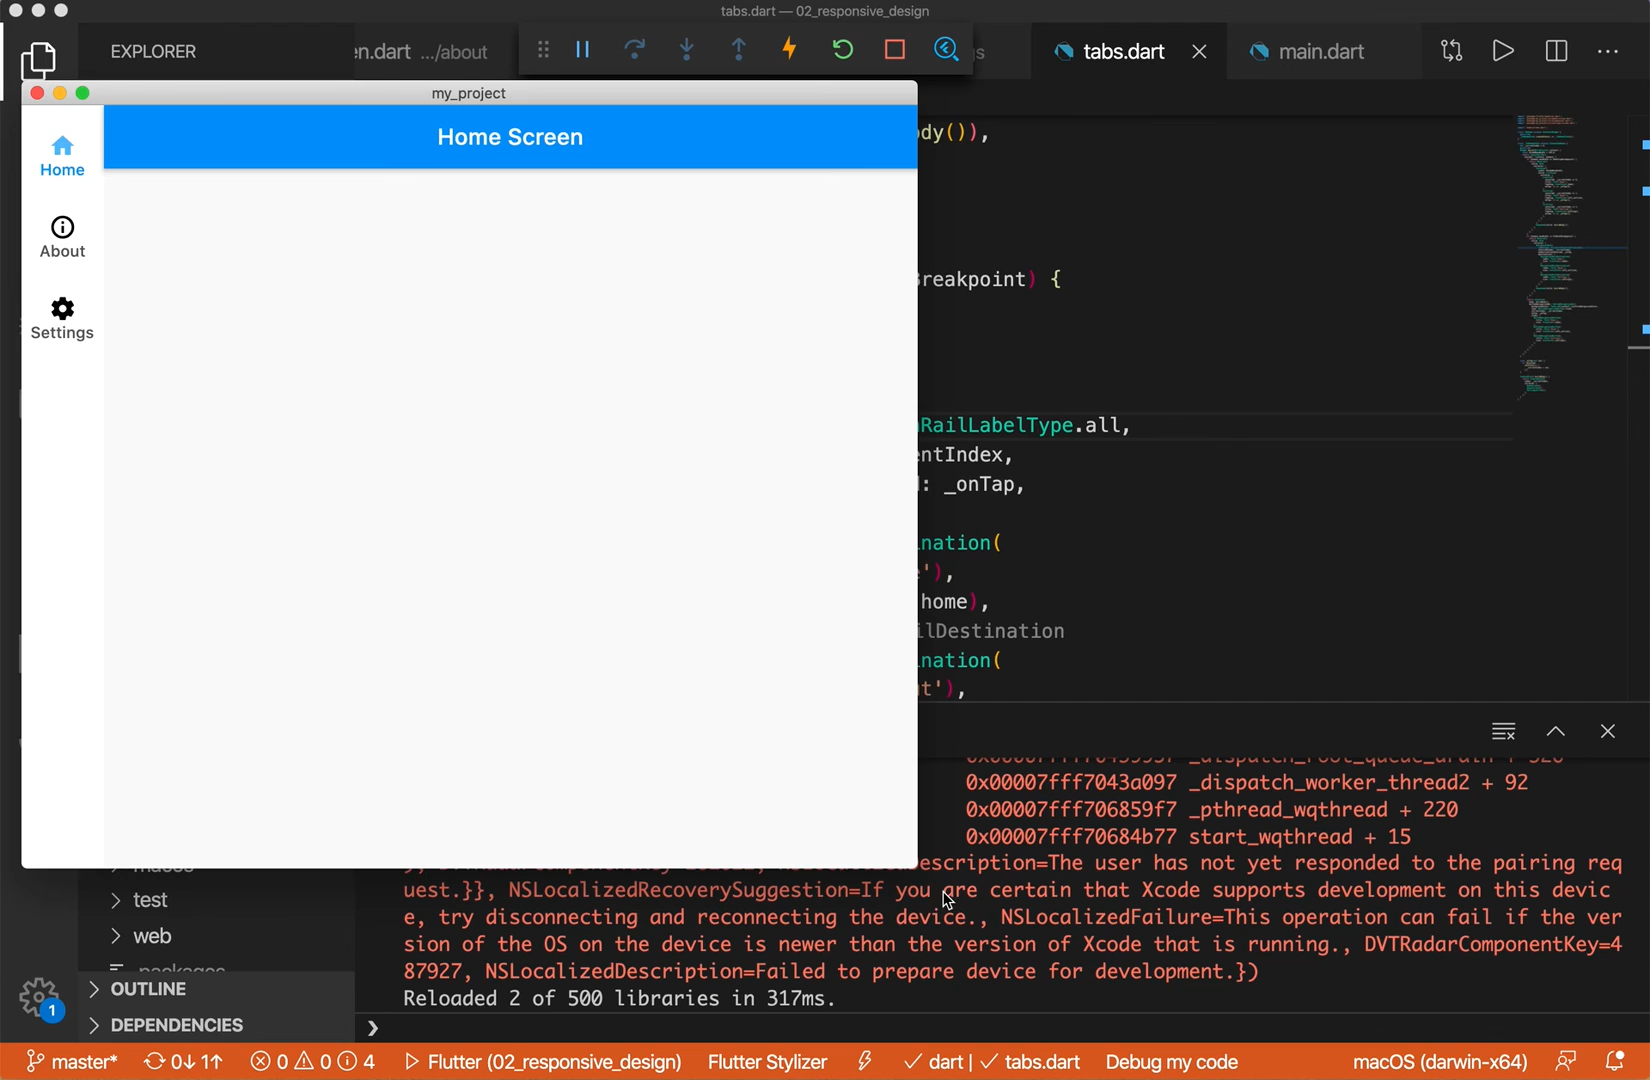 tabs.dart — 02_responsive_design
EXPLORER
en.dart .../about
tabs.dart
main.dart
my_project
Home Screen
Home
About
Settings
ody()),
Breakpoint) {
RailLabelType.all,
entIndex,
: _onTap,
ination(
e'),
home),
ilDestination
ination(
t'),
0x00007fff7043a097 _dispatch_worker_thread2 + 92
0x00007fff706859f7 _pthread_wqthread + 220
0x00007fff70684b77 start_wqthread + 15
escription=The user has not yet responded to the pairing req
uest.}}, NSLocalizedRecoverySuggestion=If you are certain that Xcode supports development on this devic
e, try disconnecting and reconnecting the device., NSLocalizedFailure=This operation can fail if the ver
sion of the OS on the device is newer than the version of Xcode that is running., DVTRadarComponentKey=4
87927, NSLocalizedDescription=Failed to prepare device for development.})
Reloaded 2 of 500 libraries in 317ms.
test
web
packages
OUTLINE
DEPENDENCIES
1
master* 0↓ 1↑ 0 0 4 Flutter (02_responsive_design) Flutter Stylizer dart | ✓ tabs.dart Debug my code macOS (darwin-x64)